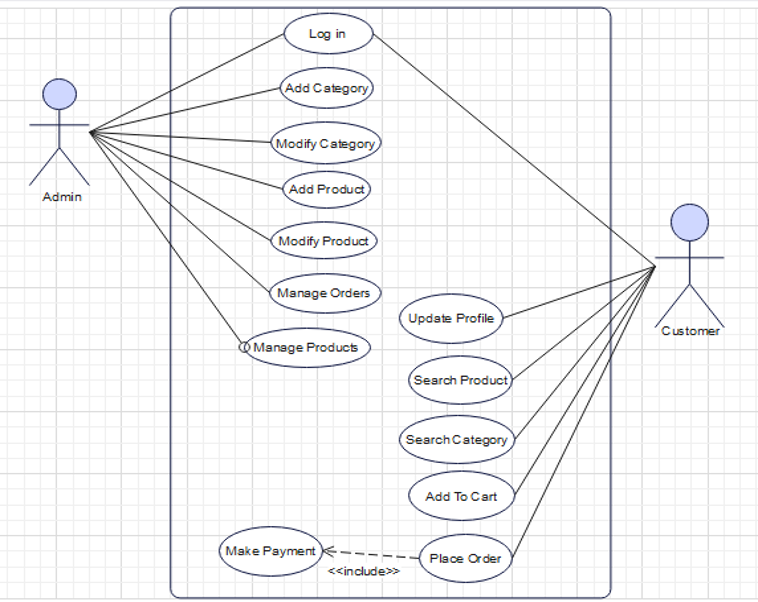 Log in
Add Category
Modify Category
Add Product
Admin
Modify Product
Manage Orders
Update Profile
Customer
Manage Products
Search Product
Search Category
Add To Cart
Make Payment
Place Order
<<include>>